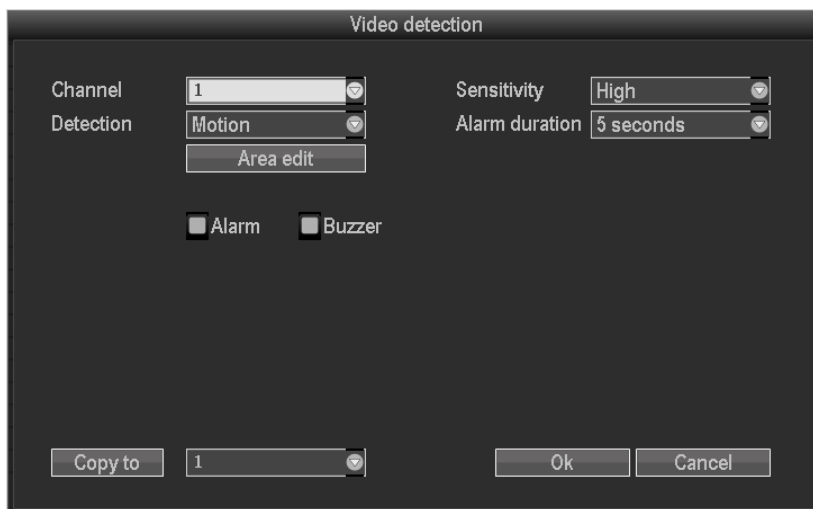 Video detection
Channel 1 Sensitivity High
Detection Motion Alarm duration 5 seconds
Area edit
Alarm Buzzer
Copy to 1 Ok Cancel